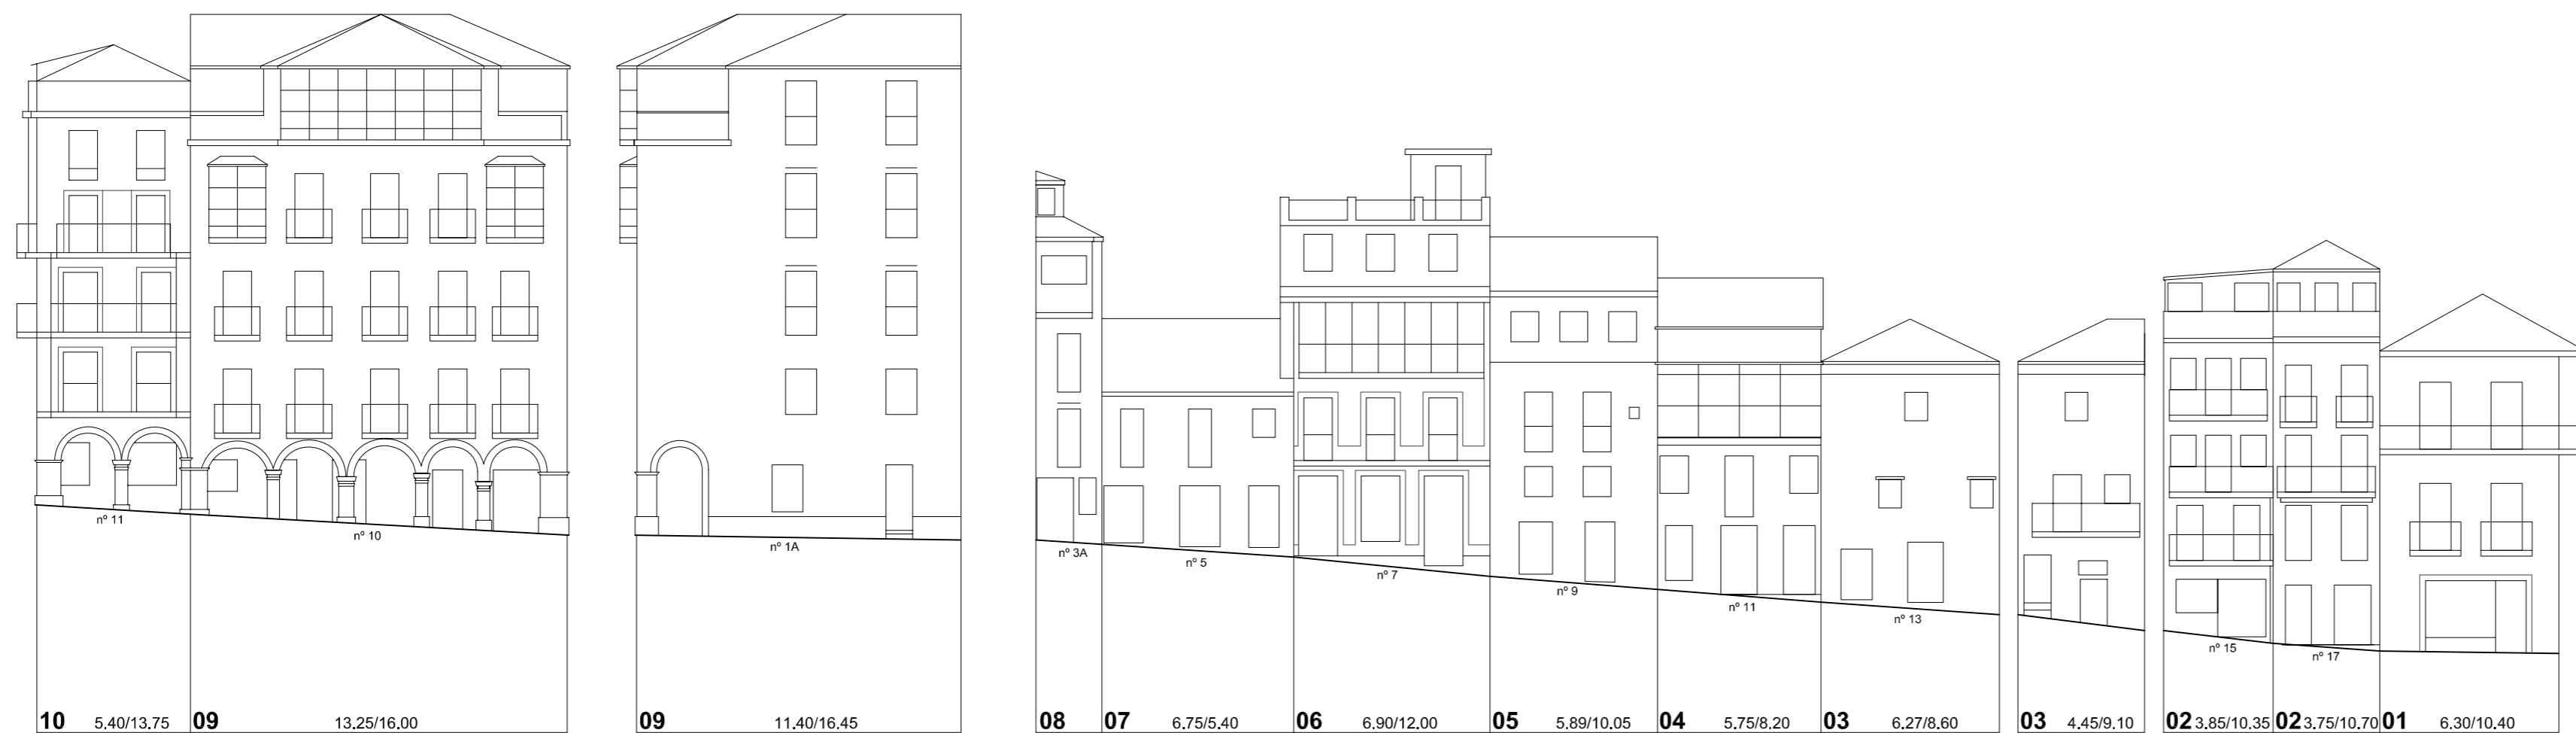 nº 11
nº 10
nº 1A
nº 3A
nº 5
nº 7
nº 9
nº 11
nº 13
nº 15
nº 17
10 5.40/13.75
09 13.25/16.00
09 11.40/16.45
08
07 6.75/5.40
06 6.90/12.00
05 5.89/10.05
04 5.75/8.20
03 6.27/8.60
03 4.45/9.10
02 3.85/10.35
02 3.75/10.70
01 6.30/10.40